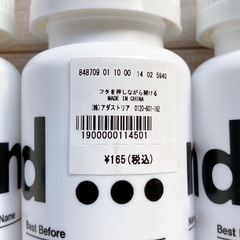 848709 01 10 00 14 02 5940
フタを押しながら開ける
MADE IN CHINA
(株)アダストリア 0120-601-162
1900000114501
¥165(税込)
nd
d
Name
Best Before
Best